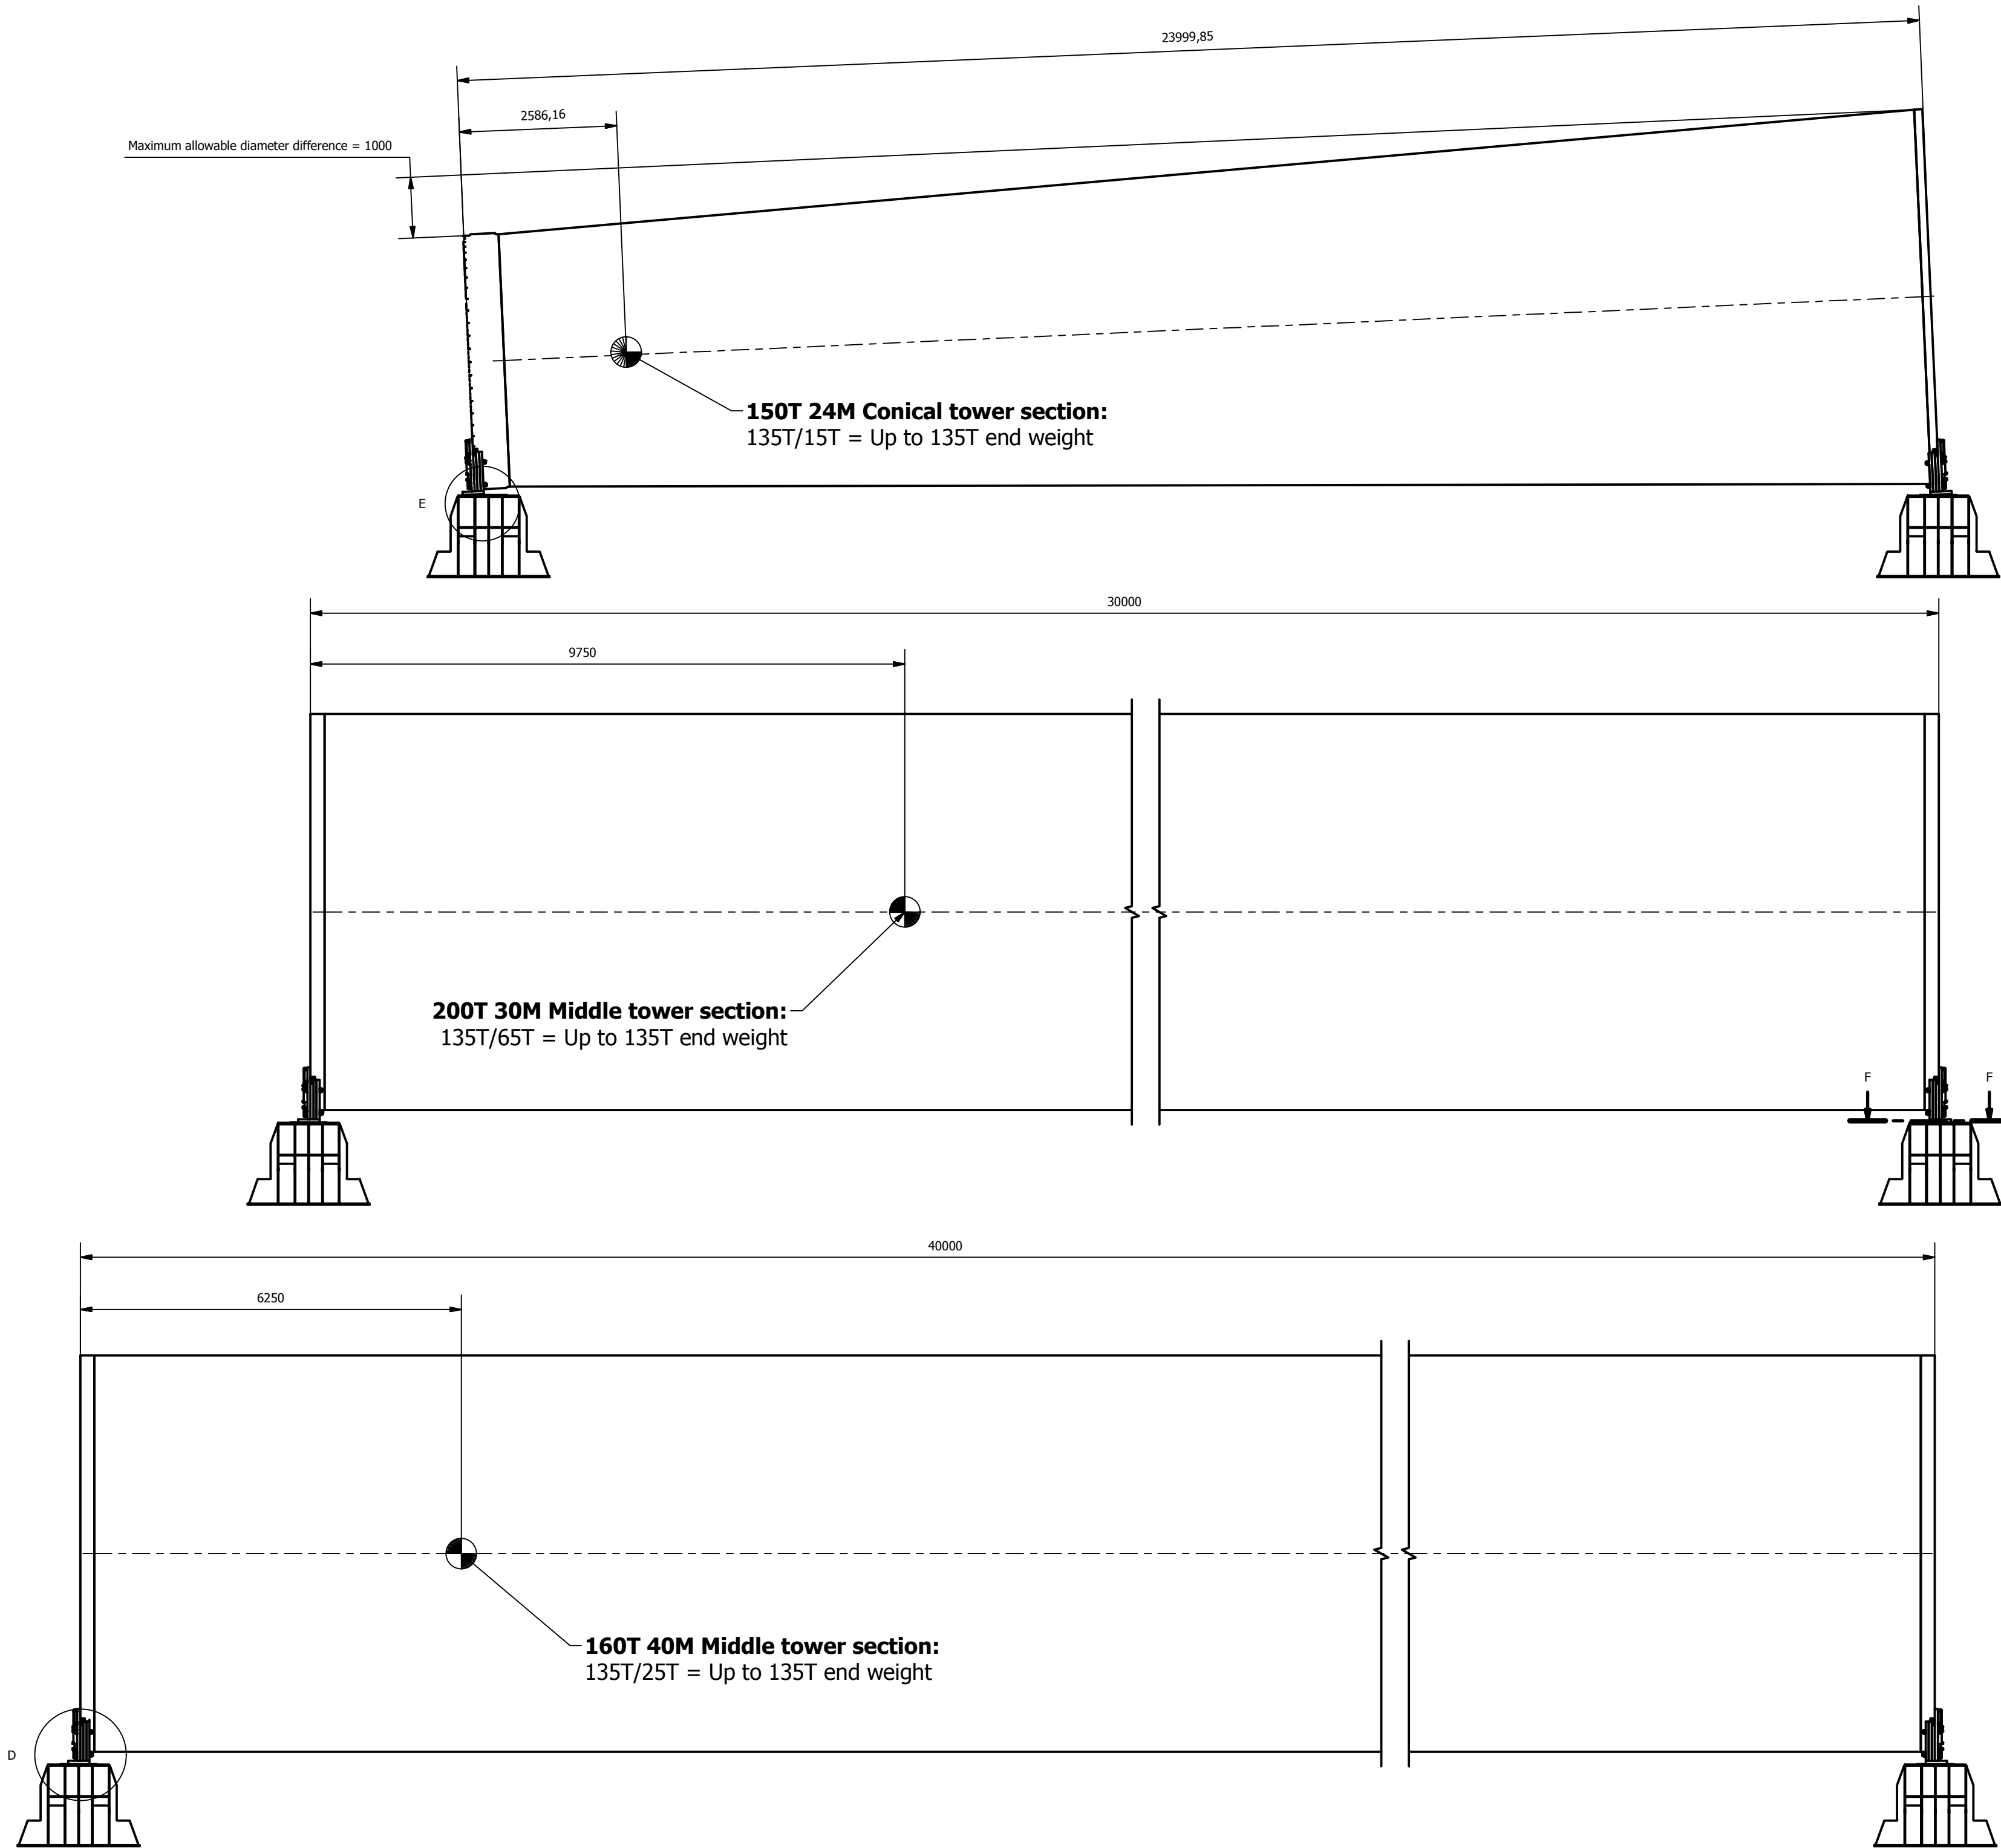 23999,85
2586,16
Maximum allowable diameter difference = 1000
150T 24M Conical tower section:
135T/15T = Up to 135T end weight
E
30000
9750
200T 30M Middle tower section:
135T/65T = Up to 135T end weight
F F
40000
6250
160T 40M Middle tower section:
135T/25T = Up to 135T end weight
D